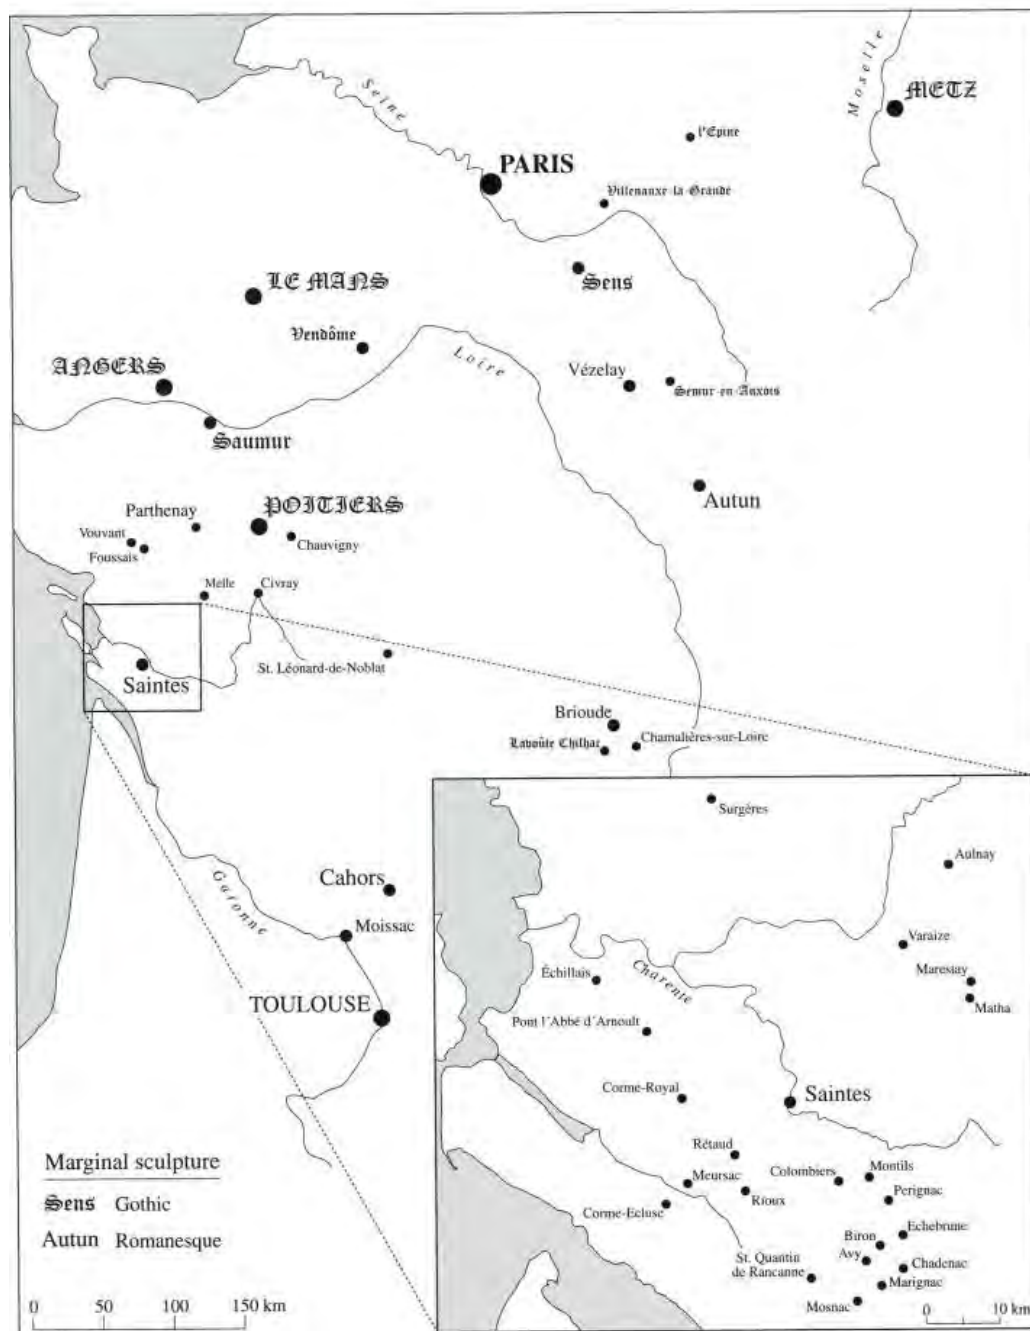 Seine
Moselle
METZ
l'Epine
PARIS
Villenauxe-la-Grande
Sens
LE MANS
Vendôme
Loire
ANGERS
Vézelay
Semur-en-Auxois
Saumur
Autun
POITIERS
Parthenay
Vouvant
Chauvigny
Foussais
Melle
Civray
St. Léonard-de-Noblat
Saintes
Brioude
Lavoûte Chilhac
Chamalières-sur-Loire
Garonne
Cahors
Moissac
TOULOUSE
Surgères
Aulnay
Varaize
Marestay
Matha
Échillais
Charente
Pont l'Abbé d'Arnoult
Corme-Royal
Saintes
Rétaud
Colombiers
Montils
Meursac
Rioux
Perignac
Corme-Ecluse
Echebrune
Biron
Avy
St. Quantin
de Rancanne
Chadenac
Marignac
Mosnac
0 10 km
Marginal sculpture
Sens Gothic
Autun Romanesque
0 50 100 150 km